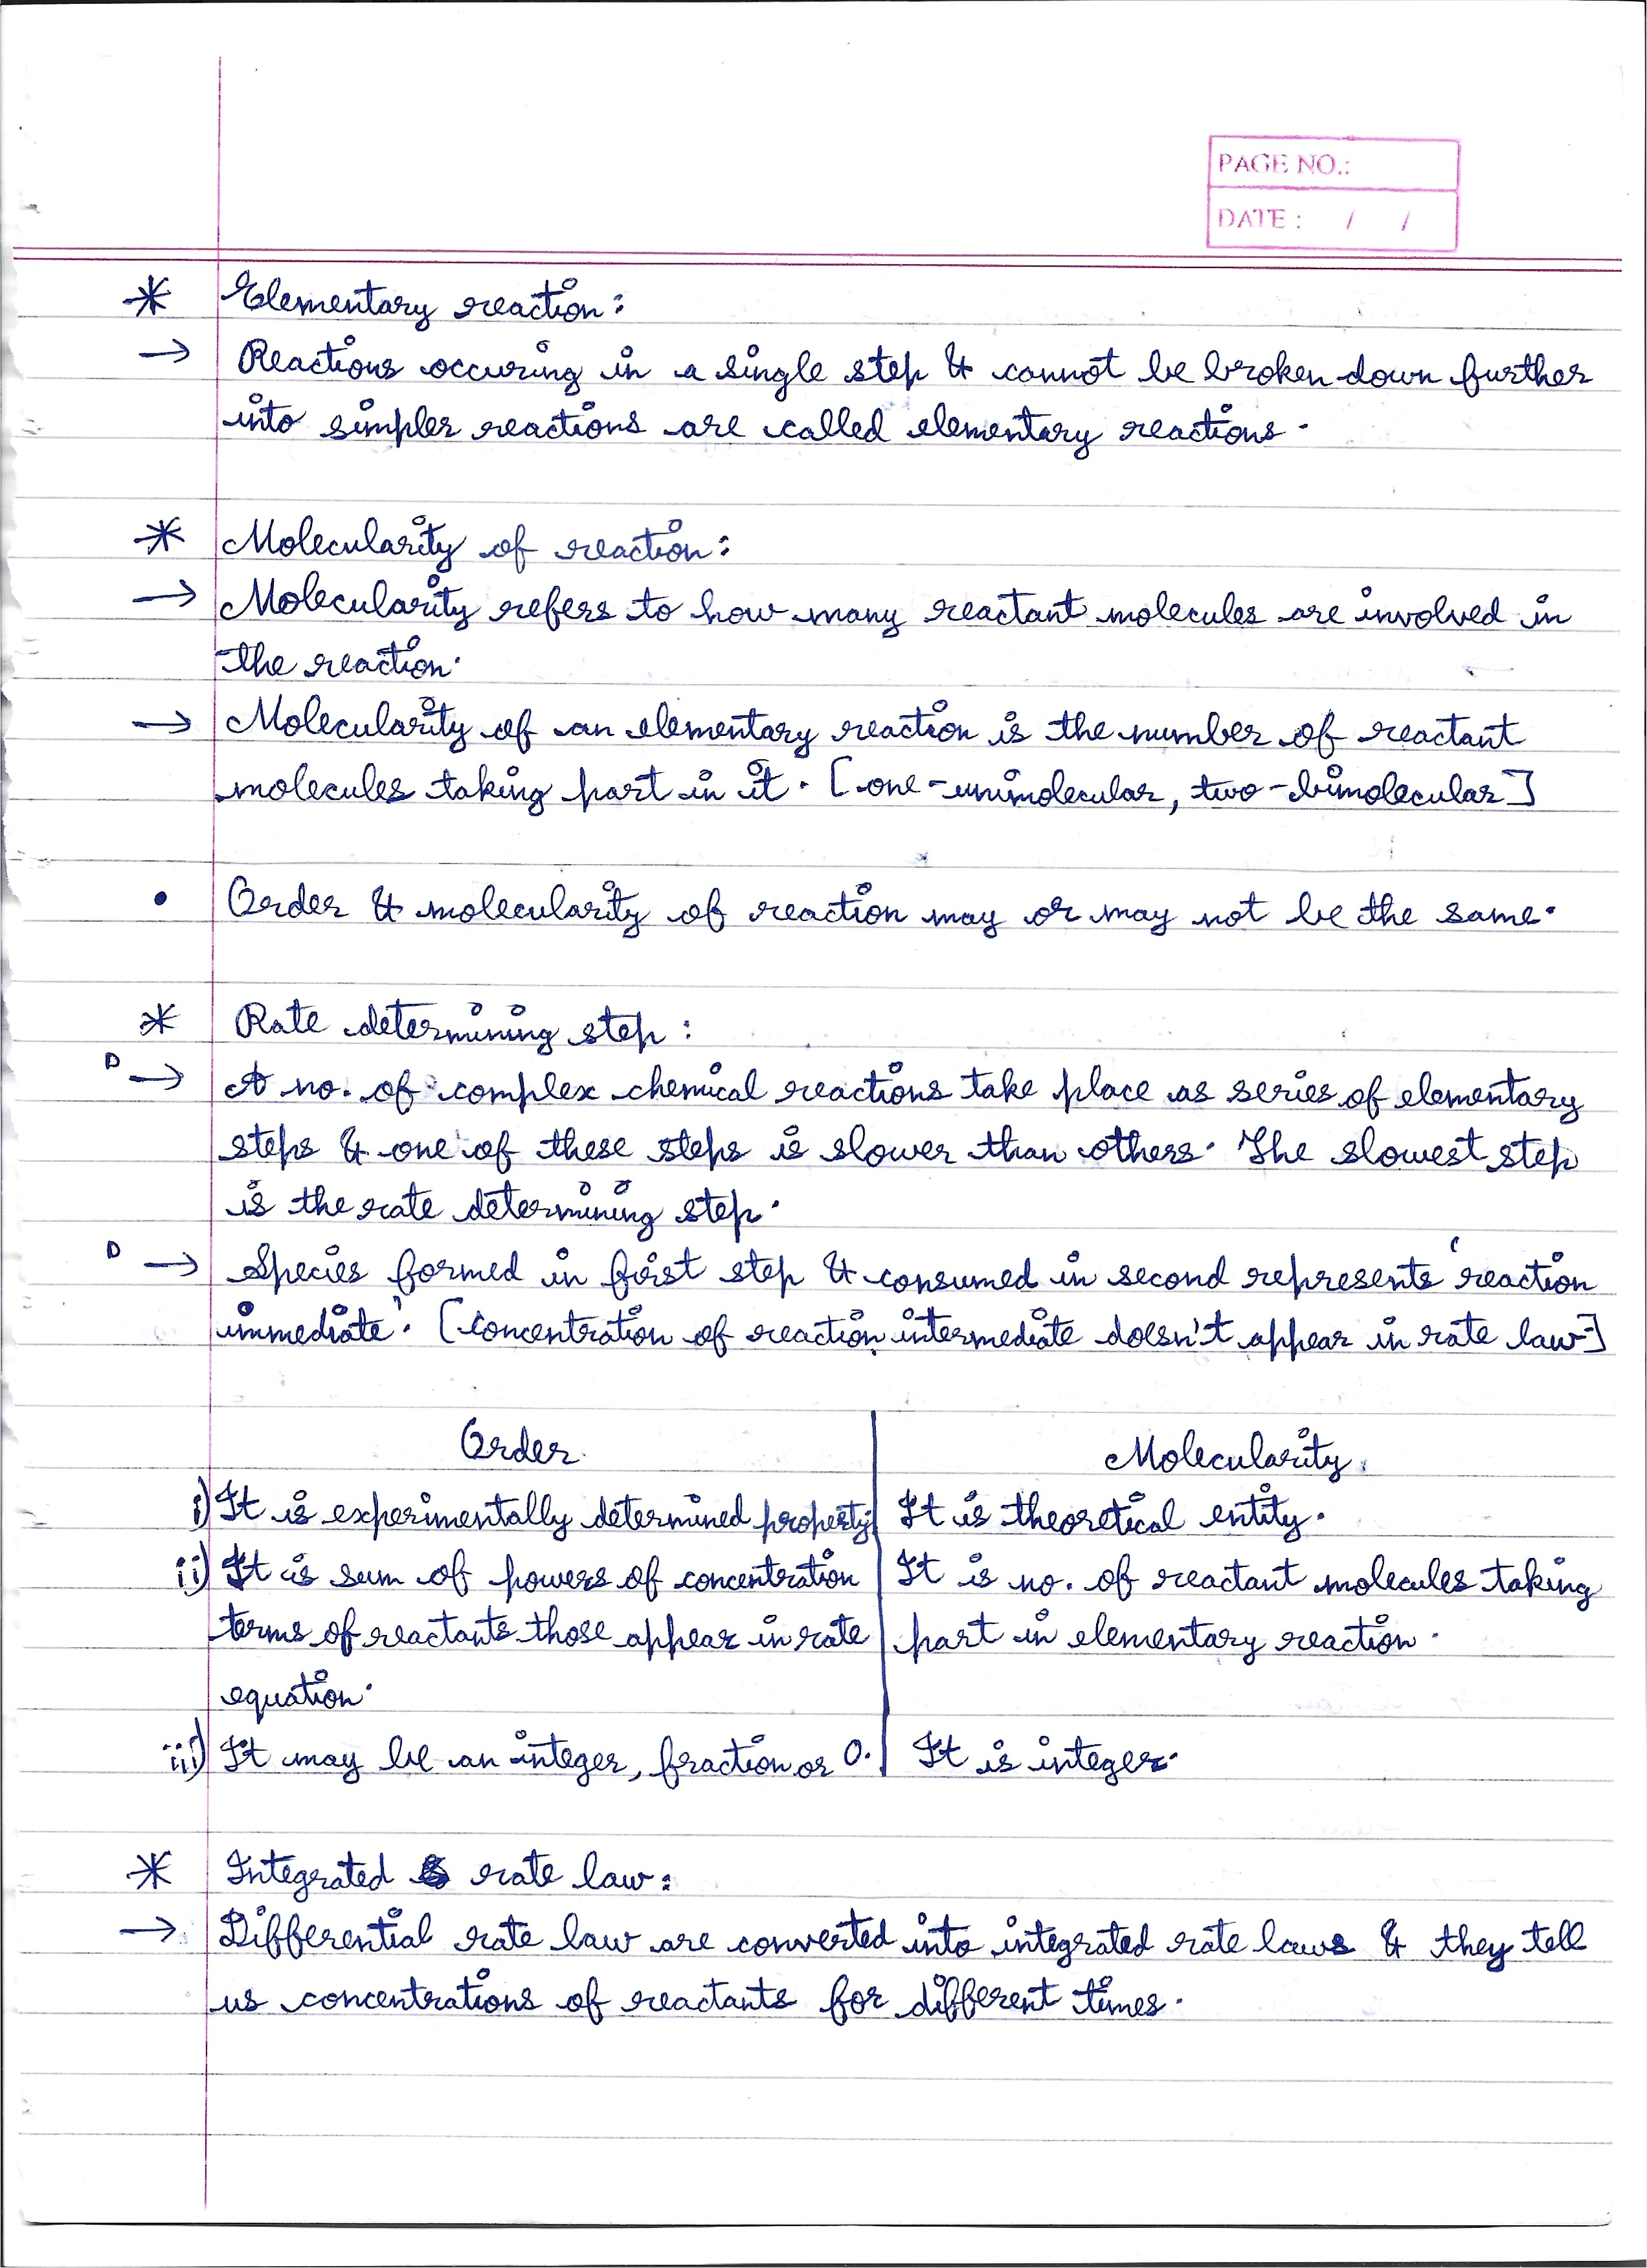 PAGE NO.:
DATE : / /
* Elementary reaction:
→ Reactions occuring in a single step & cannot be broken down further
into simpler reactions are called elementary reactions.
* Molecularity of reaction:
→ Molecularity refers to how many reactant molecules are involved in
the reaction.
→ Molecularity of an elementary reaction is the number of reactant
molecules taking part in it. [one-unimolecular, two-bimolecular]
• Order & molecularity of reaction may or may not be the same.
* Rate determining step:
D → A no. of complex chemical reactions take place as series of elementary
steps & one of these steps is slower than others. The slowest step
is the rate determining step.
D → Species formed in first step & consumed in second represents 'reaction
immediate'. [Concentration of reaction intermediate doesn't appear in rate law]
Order Molecularity
i) It is experimentally determined property. It is theoretical entity.
ii) It is sum of powers of concentration It is no. of reactant molecules taking
terms of reactants those appear in rate part in elementary reaction.
equation.
iii) It may be an integer, fraction or 0. It is integer.
* Integrated rate law:
→ Differential rate law are converted into integrated rate laws & they tell
us concentrations of reactants for different times.